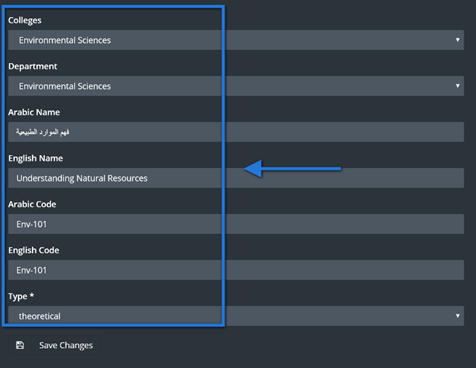 Colleges
Environmental Sciences
Department
Environmental Sciences
Arabic Name
فهم الموارد الطبيعية
English Name
Understanding Natural Resources
Arabic Code
Env-101
English Code
Env-101
Type *
theoretical
Save Changes